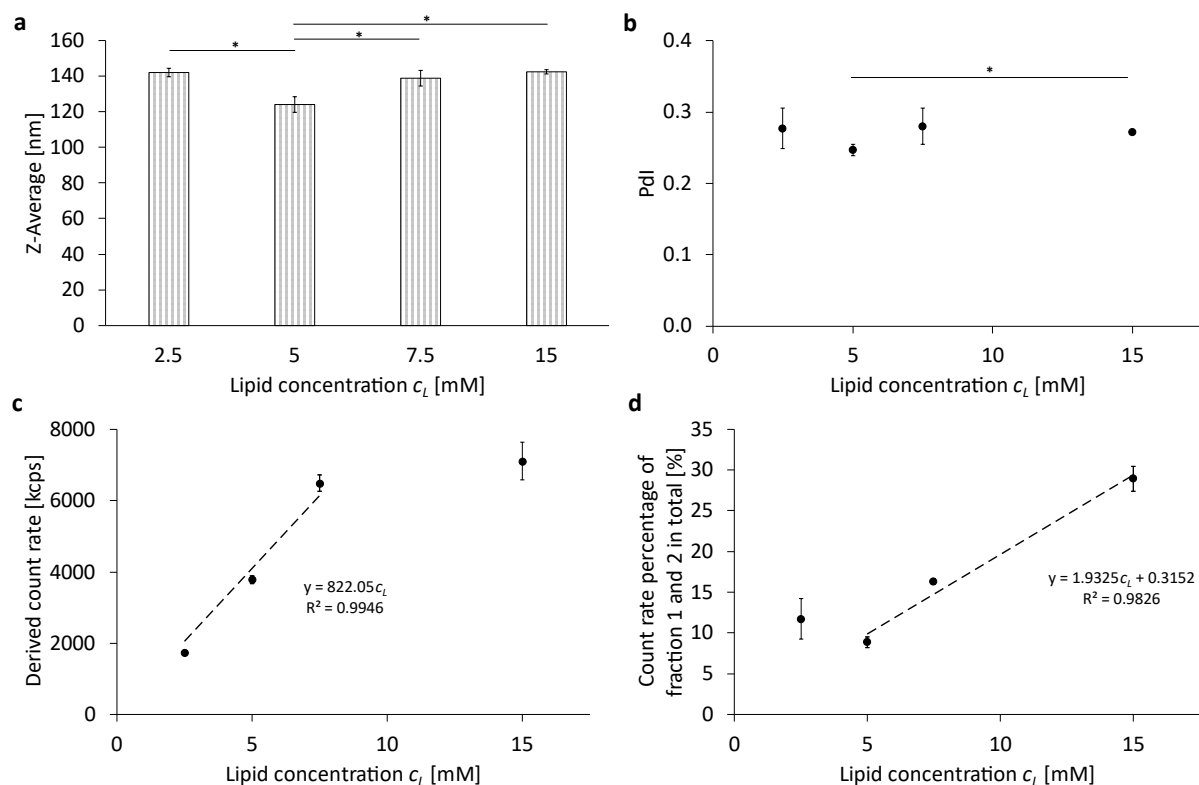 a
*
*
*
160
140
120
100
80
60
40
20
0
Z-Average [nm]
2.5 5 7.5 15
Lipid concentration c_L [mM]
b
*
0.4
0.3
0.2
0.1
0.0
PdI
0 5 10 15
Lipid concentration c_L [mM]
c
8000
6000
4000
2000
0
Derived count rate [kcps]
y = 822.05c_L
R² = 0.9946
0 5 10 15
Lipid concentration c_L [mM]
d
35
30
25
20
15
10
5
0
Count rate percentage of
fraction 1 and 2 in total [%]
y = 1.9325c_L + 0.3152
R² = 0.9826
0 5 10 15
Lipid concentration c_L [mM]